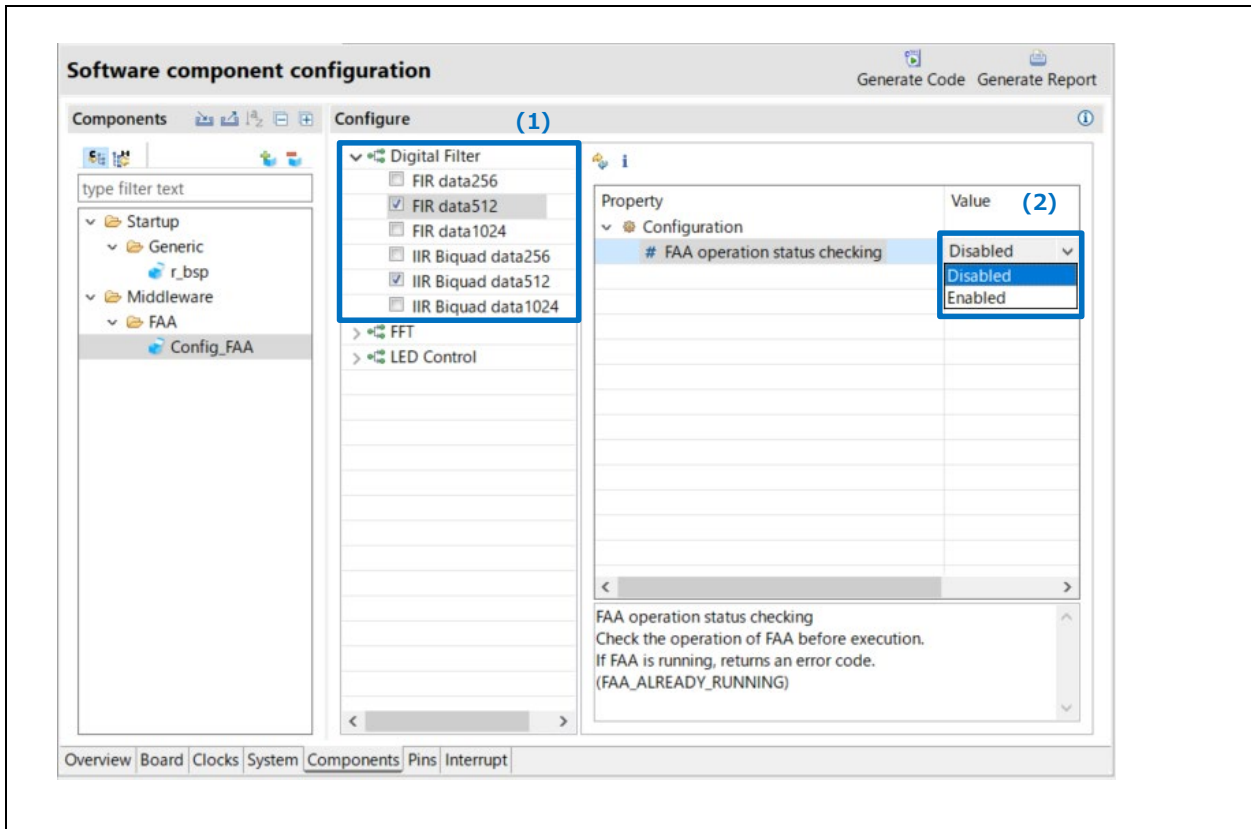 Software component configuration
Generate Code Generate Report
Components
Configure
(1)
type filter text
Startup
Generic
r_bsp
Middleware
FAA
Config_FAA
Digital Filter
FIR data256
FIR data512
FIR data1024
IIR Biquad data256
IIR Biquad data512
IIR Biquad data1024
FFT
LED Control
Property Value (2)
Configuration
# FAA operation status checking Disabled
Disabled
Enabled
FAA operation status checking
Check the operation of FAA before execution.
If FAA is running, returns an error code.
(FAA_ALREADY_RUNNING)
Overview Board Clocks System Components Pins Interrupt